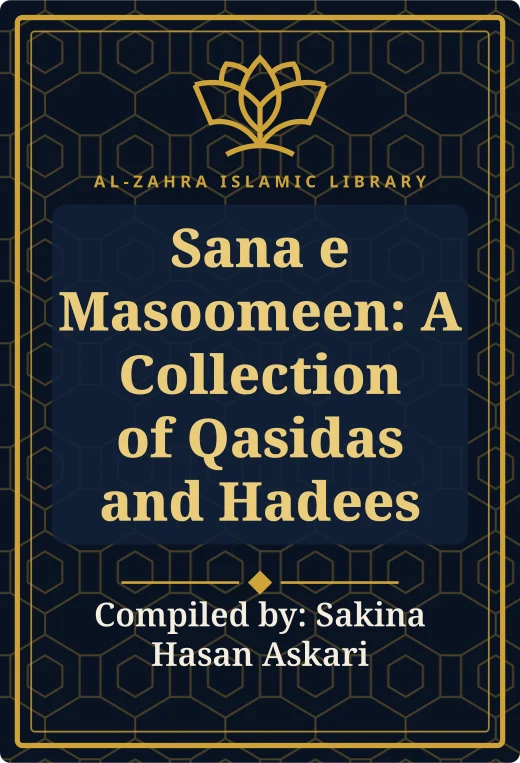 AL-ZAHRA ISLAMIC LIBRARY
Sana e
Masoomeen: A
Collection
of Qasidas
and Hadees
Compiled by: Sakina
Hasan Askari